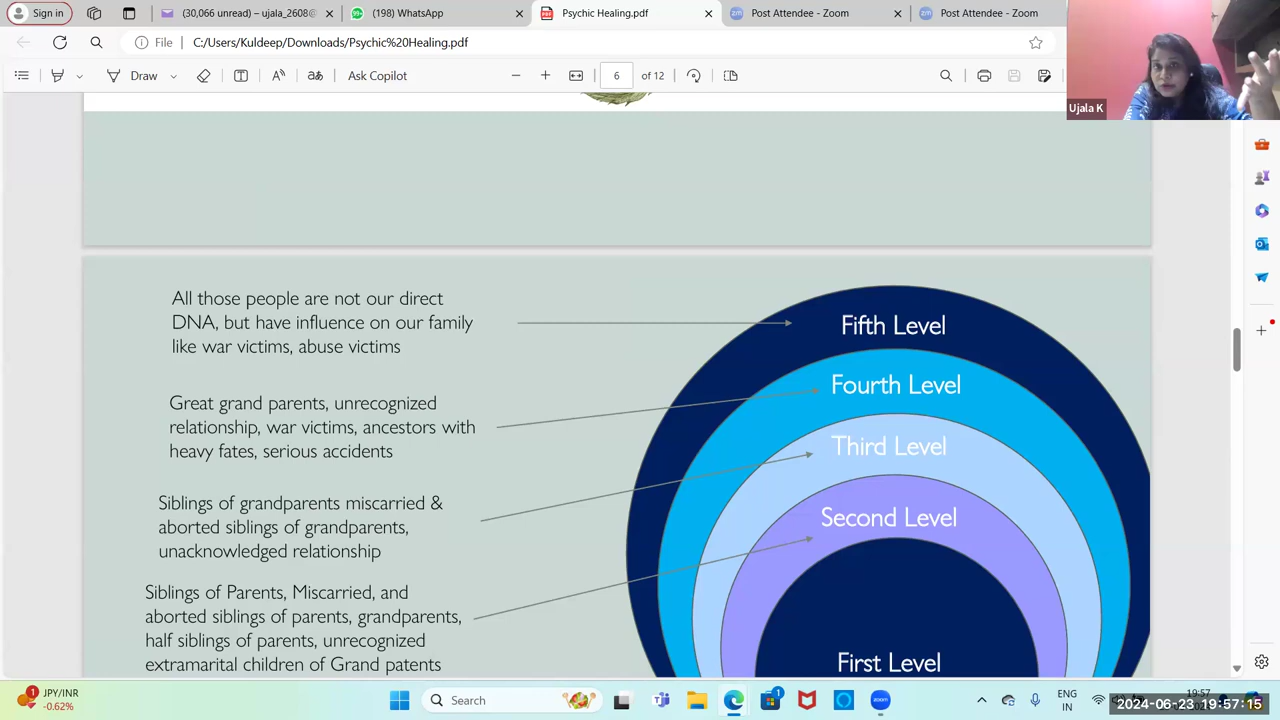 Sign in
(30,066 unread) - ujala_2608@
(198) WhatsApp
Psychic Healing.pdf
Post Attendee - Zoom
Post Attendee - Zoom
File
C:/Users/Kuldeep/Downloads/Psychic%20Healing.pdf
Draw
Ask Copilot
6 of 12
Ujala K
All those people are not our direct
DNA, but have influence on our family
like war victims, abuse victims
Fifth Level
Great grand parents, unrecognized
relationship, war victims, ancestors with
heavy fates, serious accidents
Fourth Level
Siblings of grandparents miscarried &
aborted siblings of grandparents,
unacknowledged relationship
Third Level
Siblings of Parents, Miscarried, and
aborted siblings of parents, grandparents,
half siblings of parents, unrecognized
extramarital children of Grand patents
Second Level
First Level
1
JPY/INR
-0.62%
Search
1
ENG
IN
19:57
2024-06-23 19:57:15